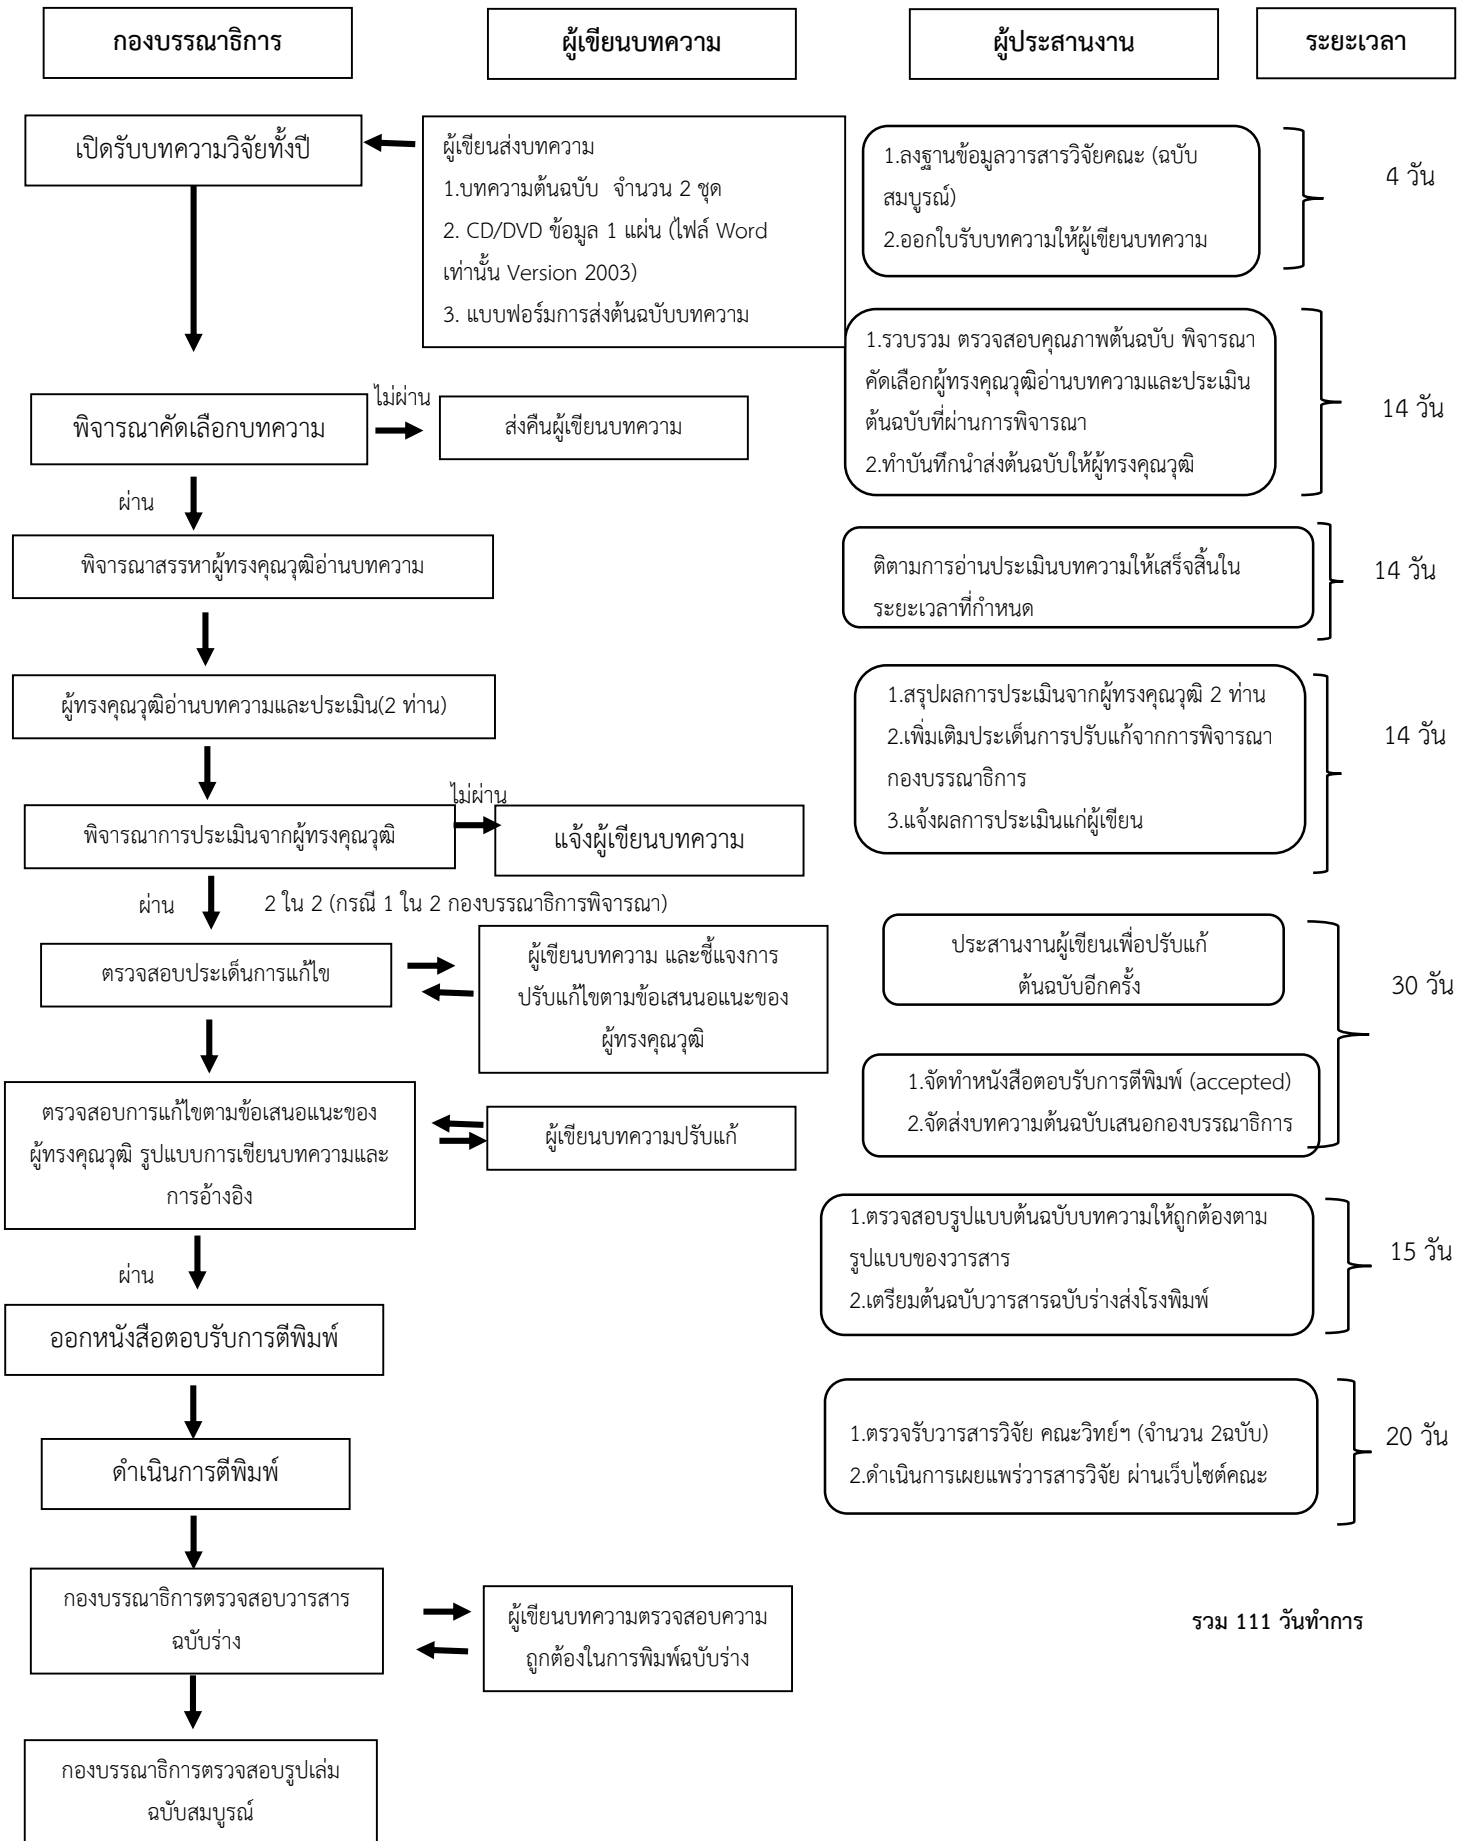 กองบรรณาธิการ
ผู้เขียนบทความ
ผู้ประสานงาน
ระยะเวลา
เปิดรับบทความวิจัยทั้งปี
ผู้เขียนส่งบทความ
1.บทความต้นฉบับ จำนวน 2 ชุด
2. CD/DVD ข้อมูล 1 แผ่น (ไฟล์ Word
เท่านั้น Version 2003)
3. แบบฟอร์มการส่งต้นฉบับบทความ
1.ลงฐานข้อมูลวารสารวิจัยคณะ (ฉบับ
สมบูรณ์)
2.ออกใบรับบทความให้ผู้เขียนบทความ
4 วัน
พิจารณาคัดเลือกบทความ
ไม่ผ่าน
ส่งคืนผู้เขียนบทความ
1.รวบรวม ตรวจสอบคุณภาพต้นฉบับ พิจารณา
คัดเลือกผู้ทรงคุณวุฒิอ่านบทความและประเมิน
ต้นฉบับที่ผ่านการพิจารณา
2.ทำบันทึกนำส่งต้นฉบับให้ผู้ทรงคุณวุฒิ
14 วัน
ผ่าน
พิจารณาสรรหาผู้ทรงคุณวุฒิอ่านบทความ
ติตามการอ่านประเมินบทความให้เสร็จสิ้นใน
ระยะเวลาที่กำหนด
14 วัน
ผู้ทรงคุณวุฒิอ่านบทความและประเมิน(2 ท่าน)
1.สรุปผลการประเมินจากผู้ทรงคุณวุฒิ 2 ท่าน
2.เพิ่มเติมประเด็นการปรับแก้จากการพิจารณา
กองบรรณาธิการ
3.แจ้งผลการประเมินแก่ผู้เขียน
14 วัน
พิจารณาการประเมินจากผู้ทรงคุณวุฒิ
ไม่ผ่าน
แจ้งผู้เขียนบทความ
ผ่าน
2 ใน 2 (กรณี 1 ใน 2 กองบรรณาธิการพิจารณา)
ตรวจสอบประเด็นการแก้ไข
ผู้เขียนบทความ และชี้แจงการ
ปรับแก้ไขตามข้อเสนนอแนะของ
ผู้ทรงคุณวุฒิ
ประสานงานผู้เขียนเพื่อปรับแก้
ต้นฉบับอีกครั้ง
30 วัน
ตรวจสอบการแก้ไขตามข้อเสนอแนะของ
ผู้ทรงคุณวุฒิ รูปแบบการเขียนบทความและ
การอ้างอิง
ผู้เขียนบทความปรับแก้
1.จัดทำหนังสือตอบรับการตีพิมพ์ (accepted)
2.จัดส่งบทความต้นฉบับเสนอกองบรรณาธิการ
ผ่าน
1.ตรวจสอบรูปแบบต้นฉบับบทความให้ถูกต้องตาม
รูปแบบของวารสาร
2.เตรียมต้นฉบับวารสารฉบับร่างส่งโรงพิมพ์
15 วัน
ออกหนังสือตอบรับการตีพิมพ์
ดำเนินการตีพิมพ์
1.ตรวจรับวารสารวิจัย คณะวิทย์ฯ (จำนวน 2ฉบับ)
2.ดำเนินการเผยแพร่วารสารวิจัย ผ่านเว็บไซต์คณะ
20 วัน
กองบรรณาธิการตรวจสอบวารสาร
ฉบับร่าง
ผู้เขียนบทความตรวจสอบความ
ถูกต้องในการพิมพ์ฉบับร่าง
รวม 111 วันทำการ
กองบรรณาธิการตรวจสอบรูปเล่ม
ฉบับสมบูรณ์